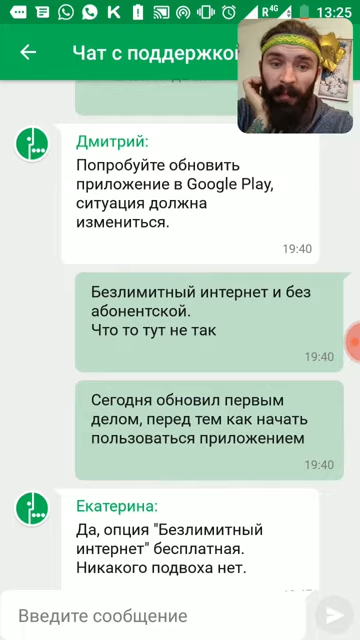 R 4G
13:25
Чат с поддержкой
Дмитрий:
Попробуйте обновить
приложение в Google Play,
ситуация должна
измениться.
19:40
Безлимитный интернет и без
абонентской.
Что то тут не так
19:40
Сегодня обновил первым
делом, перед тем как начать
пользоваться приложением
19:40
Екатерина:
Да, опция "Безлимитный
интернет" бесплатная.
Никакого подвоха нет.
Введите сообщение